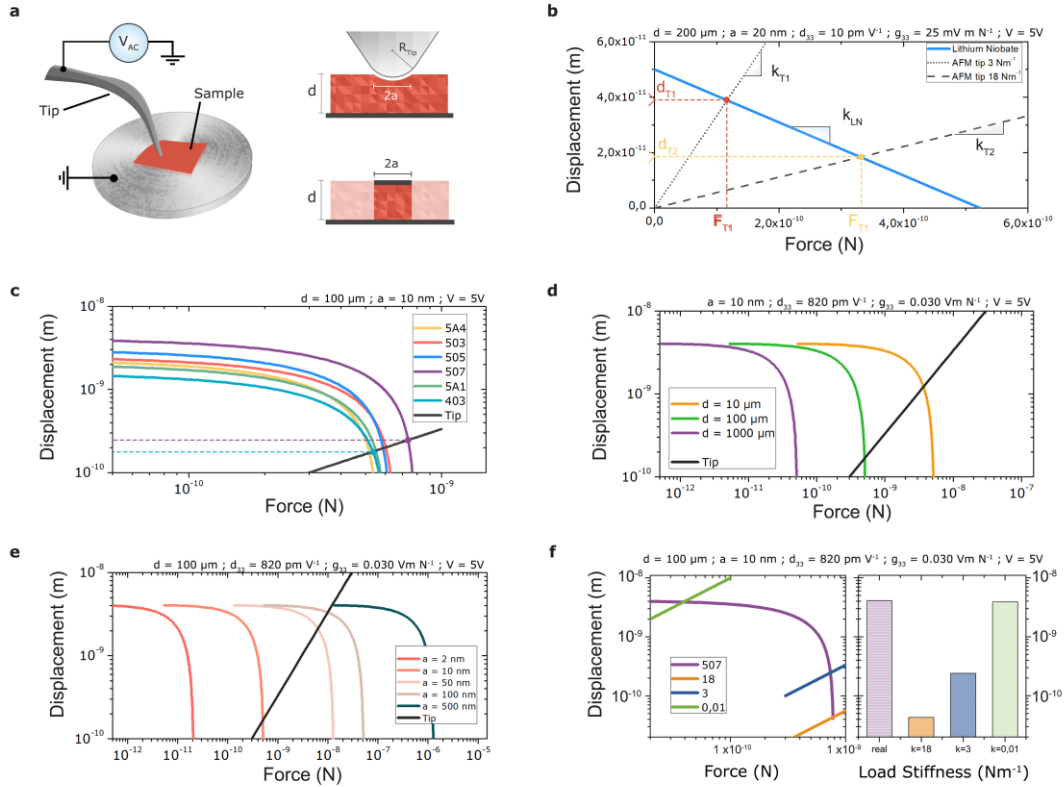 a
V_AC
Tip
Sample
R_Tip
d
2a
2a
d
b
d = 200 µm ; a = 20 nm ; d₃₃ = 10 pm V⁻¹ ; g₃₃ = 25 mV m N⁻¹ ; V = 5V
Displacement (m)
6,0x10⁻¹¹
4,0x10⁻¹¹
2,0x10⁻¹¹
0,0
Lithium Niobate
AFM tip 3 Nm⁻¹
AFM tip 18 Nm⁻¹
k_T1
k_LN
k_T2
d_T1
d_T2
F_T1
F_T1
0,0
2,0x10⁻¹⁰
4,0x10⁻¹⁰
6,0x10⁻¹⁰
Force (N)
c
d = 100 µm ; a = 10 nm ; V = 5V
Displacement (m)
10⁻⁸
10⁻⁹
10⁻¹⁰
5A4
503
505
507
5A1
403
Tip
10⁻¹⁰
10⁻⁹
Force (N)
d
a = 10 nm ; d₃₃ = 820 pm V⁻¹ ; g₃₃ = 0.030 Vm N⁻¹ ; V = 5V
Displacement (m)
10⁻⁸
10⁻⁹
10⁻¹⁰
d = 10 µm
d = 100 µm
d = 1000 µm
Tip
10⁻¹²
10⁻¹¹
10⁻¹⁰
10⁻⁹
10⁻⁸
10⁻⁷
Force (N)
e
d = 100 µm ; d₃₃ = 820 pm V⁻¹ ; g₃₃ = 0.030 Vm N⁻¹ ; V = 5V
Displacement (m)
10⁻⁸
10⁻⁹
10⁻¹⁰
a = 2 nm
a = 10 nm
a = 50 nm
a = 100 nm
a = 500 nm
Tip
10⁻¹²
10⁻¹¹
10⁻¹⁰
10⁻⁹
10⁻⁸
10⁻⁷
10⁻⁶
10⁻⁵
Force (N)
f
d = 100 µm ; a = 10 nm ; d₃₃ = 820 pm V⁻¹ ; g₃₃ = 0.030 Vm N⁻¹ ; V = 5V
Displacement (m)
10⁻⁸
10⁻⁹
10⁻¹⁰
507
18
3
0,01
1x10⁻¹⁰
1x10⁻⁹
Force (N)
10⁻⁸
10⁻⁹
10⁻¹⁰
real
k=18
k=3
k=0,01
Load Stiffness (Nm⁻¹)
Displacement (m)